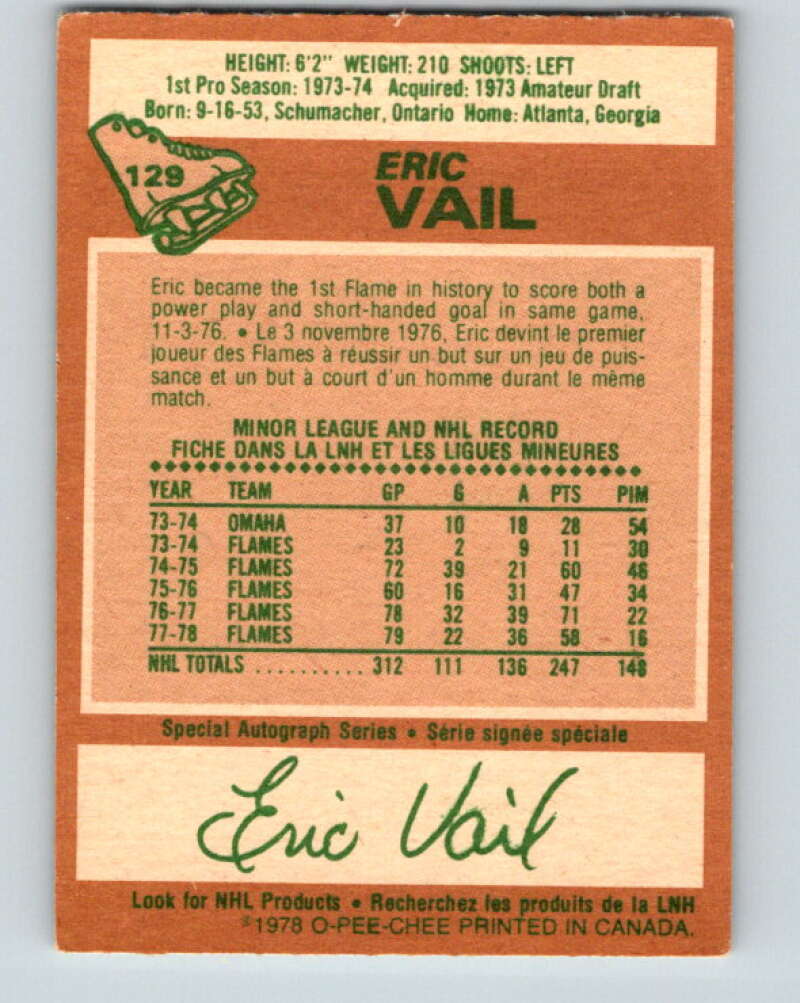 HEIGHT: 6'2" WEIGHT: 210 SHOOTS: LEFT
1st Pro Season: 1973-74 Acquired: 1973 Amateur Draft
Born: 9-16-53, Schumacher, Ontario Home: Atlanta, Georgia
129
ERIC
VAIL
Eric became the 1st Flame in history to score both a
power play and short-handed goal in same game,
11-3-76. • Le 3 novembre 1976, Eric devint le premier
joueur des Flames à réussir un but sur un jeu de puis-
sance et un but à court d'un homme durant le même
match.
MINOR LEAGUE AND NHL RECORD
FICHE DANS LA LNH ET LES LIGUES MINEURES
YEAR TEAM GP G A PTS PIM
73-74 OMAHA 37 10 18 28 54
73-74 FLAMES 23 2 9 11 30
74-75 FLAMES 72 39 21 60 46
75-76 FLAMES 60 16 31 47 34
76-77 FLAMES 78 32 39 71 22
77-78 FLAMES 79 22 36 58 16
NHL TOTALS .......... 312 111 136 247 148
Special Autograph Series • Série signée spéciale
Eric Vail
Look for NHL Products • Recherchez les produits de la LNH
©1978 O-PEE-CHEE PRINTED IN CANADA.